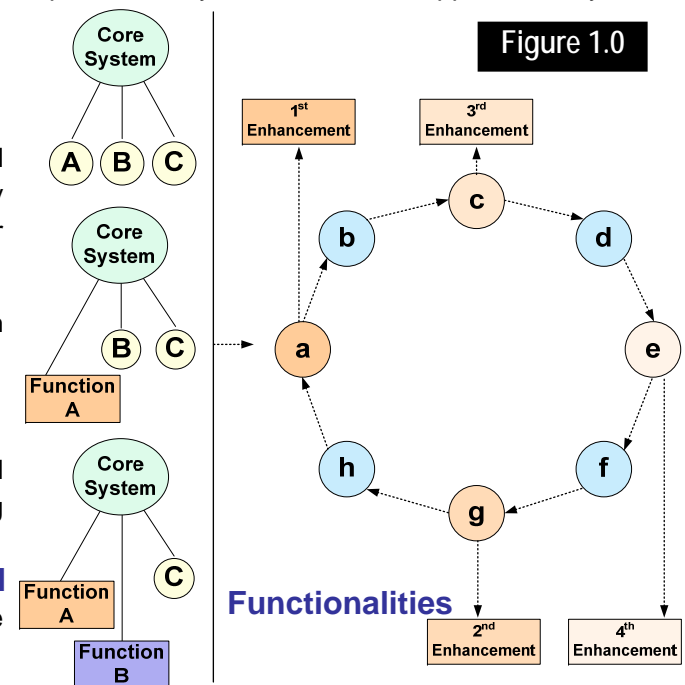 Figure 1.0
Core
System
A B C
Core
System
B C
Function
A
Core
System
C
Function
A
Function
B
1st
Enhancement
3rd
Enhancement
c
b
d
a
e
h
f
g
Functionalities
2nd
Enhancement
4th
Enhancement